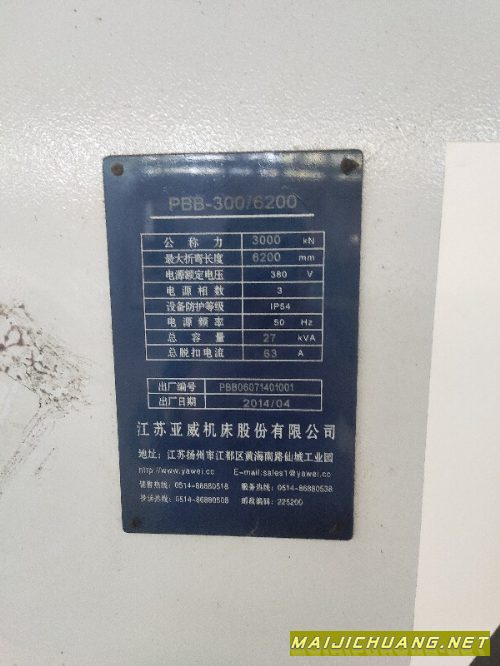 PBB-300/6200
公称力 3000 kN
最大折弯长度 6200 mm
电源额定电压 380 V
电源相数 3
设备防护等级 IP54
电源频率 50 Hz
总容量 27 kVA
总脱扣电流 63 A
出厂编号 PBB06071401001
出厂日期 2014/04
江苏亚威机床股份有限公司
地址：江苏扬州市江都区黄海南路仙城工业园
http://www.yawei.cc E-mail:sales1@yawei.cc
销售热线：0514-86880518 服务热线：0514-86880538
投诉热线：0514-86880508 邮政编码：225200
MAIJICHUANG.NET